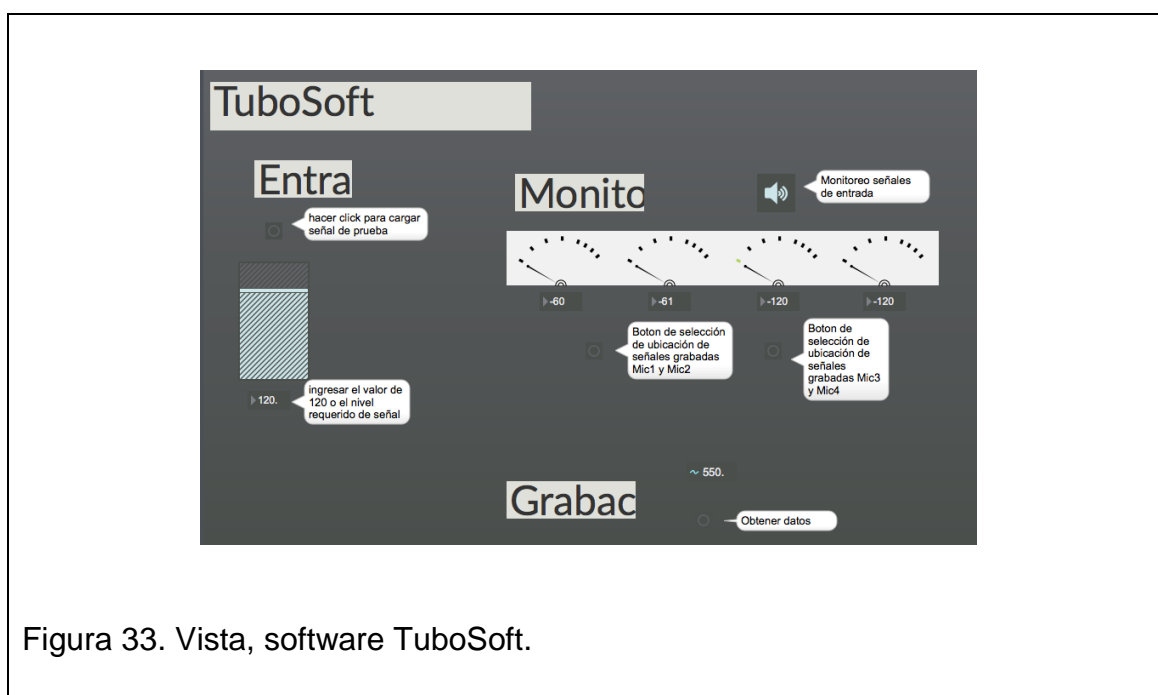 TuboSoft
Entra
hacer click para cargar
señal de prueba
120.
ingresar el valor de
120 o el nivel
requerido de señal
Monito
Monitoreo señales
de entrada
-60
-61
-120
-120
Boton de selección
de ubicación de
señales grabadas
Mic1 y Mic2
Boton de
selección de
ubicación de
señales
grabadas Mic3
y Mic4
~ 550.
Grabac
Obtener datos
Figura 33. Vista, software TuboSoft.